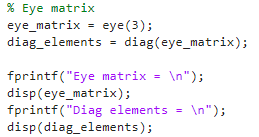 % Eye matrix
eye_matrix = eye(3);
diag_elements = diag(eye_matrix);
fprintf("Eye matrix = \n");
disp(eye_matrix);
fprintf("Diag elements = \n");
disp(diag_elements);